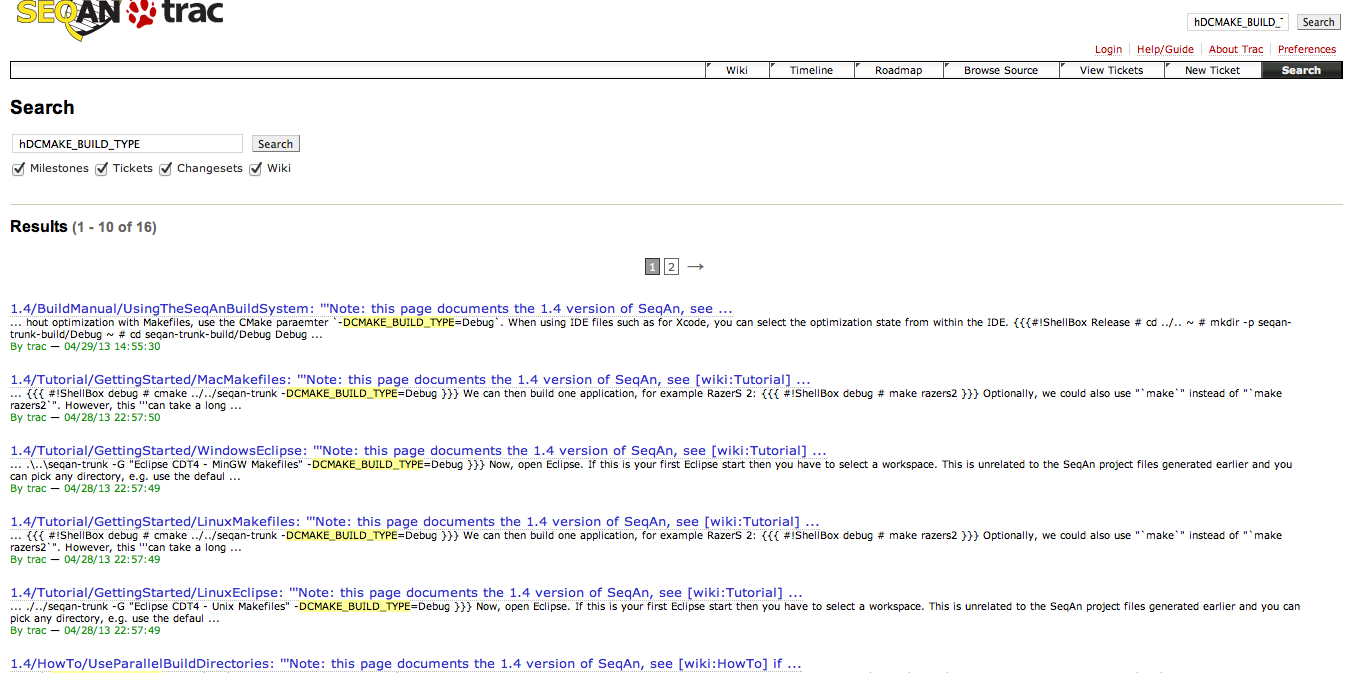 SEQAN trac
hDCMAKE_BUILD_T Search
Login Help/Guide About Trac Preferences
Wiki Timeline Roadmap Browse Source View Tickets New Ticket Search
Search
hDCMAKE_BUILD_TYPE Search
Milestones Tickets Changesets Wiki
Results (1 - 10 of 16)
1 2 →
1.4/BuildManual/UsingTheSeqAnBuildSystem: '''Note: this page documents the 1.4 version of SeqAn, see ...
... hout optimization with Makefiles, use the CMake paraemter `-DCMAKE_BUILD_TYPE=Debug`. When using IDE files such as for Xcode, you can select the optimization state from within the IDE. {{{#!ShellBox Release # cd ../.. ~ # mkdir -p seqan-
trunk-build/Debug ~ # cd seqan-trunk-build/Debug Debug ...
By trac — 04/29/13 14:55:30
1.4/Tutorial/GettingStarted/MacMakefiles: '''Note: this page documents the 1.4 version of SeqAn, see [wiki:Tutorial] ...
... {{{ #!ShellBox debug # cmake ../../seqan-trunk -DCMAKE_BUILD_TYPE=Debug }}} We can then build one application, for example RazerS 2: {{{ #!ShellBox debug # make razers2 }}} Optionally, we could also use "`make`" instead of "`make
razers2`". However, this '''can take a long ...
By trac — 04/28/13 22:57:50
1.4/Tutorial/GettingStarted/WindowsEclipse: '''Note: this page documents the 1.4 version of SeqAn, see [wiki:Tutorial] ...
... .\..\seqan-trunk -G "Eclipse CDT4 - MinGW Makefiles" -DCMAKE_BUILD_TYPE=Debug }}} Now, open Eclipse. If this is your first Eclipse start then you have to select a workspace. This is unrelated to the SeqAn project files generated earlier and you
can pick any directory, e.g. use the defaul ...
By trac — 04/28/13 22:57:49
1.4/Tutorial/GettingStarted/LinuxMakefiles: '''Note: this page documents the 1.4 version of SeqAn, see [wiki:Tutorial] ...
... {{{ #!ShellBox debug # cmake ../../seqan-trunk -DCMAKE_BUILD_TYPE=Debug }}} We can then build one application, for example RazerS 2: {{{ #!ShellBox debug # make razers2 }}} Optionally, we could also use "`make`" instead of "`make
razers2`". However, this '''can take a long ...
By trac — 04/28/13 22:57:49
1.4/Tutorial/GettingStarted/LinuxEclipse: '''Note: this page documents the 1.4 version of SeqAn, see [wiki:Tutorial] ...
... ./../seqan-trunk -G "Eclipse CDT4 - Unix Makefiles" -DCMAKE_BUILD_TYPE=Debug }}} Now, open Eclipse. If this is your first Eclipse start then you have to select a workspace. This is unrelated to the SeqAn project files generated earlier and you can
pick any directory, e.g. use the defaul ...
By trac — 04/28/13 22:57:49
1.4/HowTo/UseParallelBuildDirectories: '''Note: this page documents the 1.4 version of SeqAn, see [wiki:HowTo] if ...